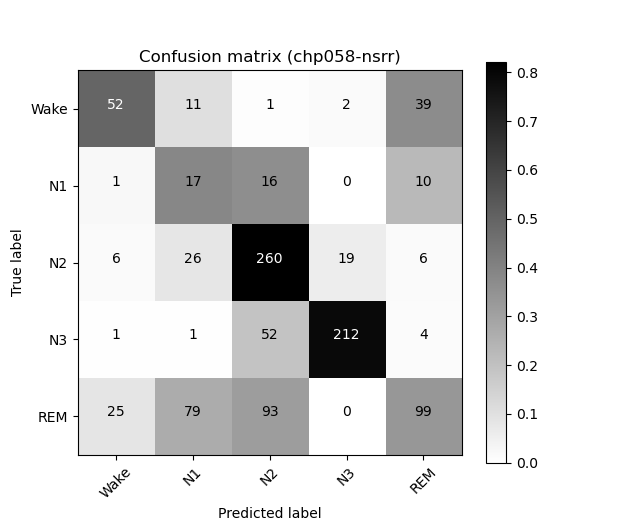 Confusion matrix (chp058-nsrr)
Wake 52 11 1 2 39
N1 1 17 16 0 10
N2 6 26 260 19 6
N3 1 1 52 212 4
REM 25 79 93 0 99
Wake N1 N2 N3 REM
True label
Predicted label
0.8
0.7
0.6
0.5
0.4
0.3
0.2
0.1
0.0